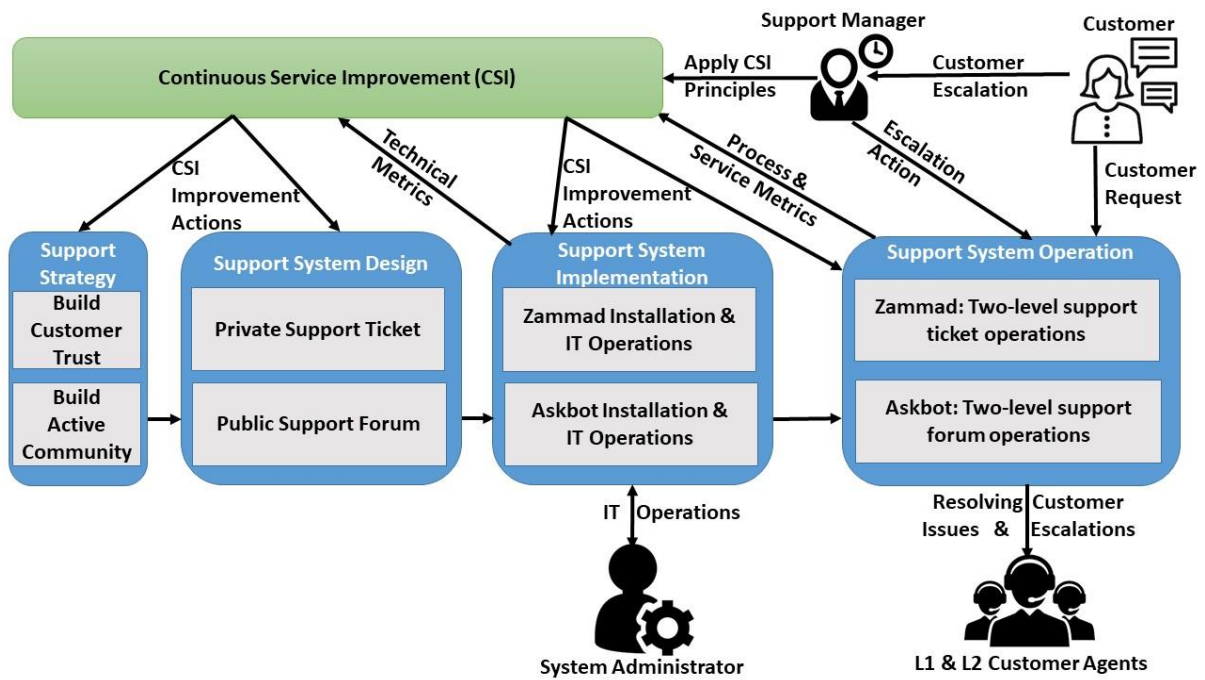 Support Manager
Customer
Continuous Service Improvement (CSI)
Apply CSI
Principles
Customer
Escalation
CSI
Improvement
Actions
Technical
Metrics
CSI
Improvement
Actions
Process &
Service Metrics
Escalation
Action
Customer
Request
Support
Strategy
Build
Customer
Trust
Build
Active
Community
Support System Design
Private Support Ticket
Public Support Forum
Support System
Implementation
Zammad Installation &
IT Operations
Askbot Installation &
IT Operations
Support System Operation
Zammad: Two-level support
ticket operations
Askbot: Two-level support
forum operations
IT Operations
System Administrator
Resolving Customer
Issues & Escalations
L1 & L2 Customer Agents